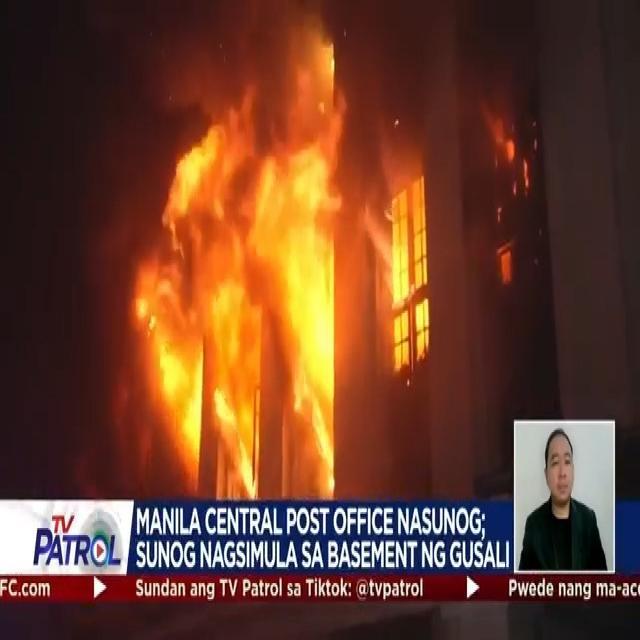 MANILA CENTRAL POST OFFICE NASUNOG;
SUNOG NAGSIMULA SA BASEMENT NG GUSALI
TV
PATROL
FC.com
Sundan ang TV Patrol sa Tiktok: @tvpatrol
Pwede nang ma-acc